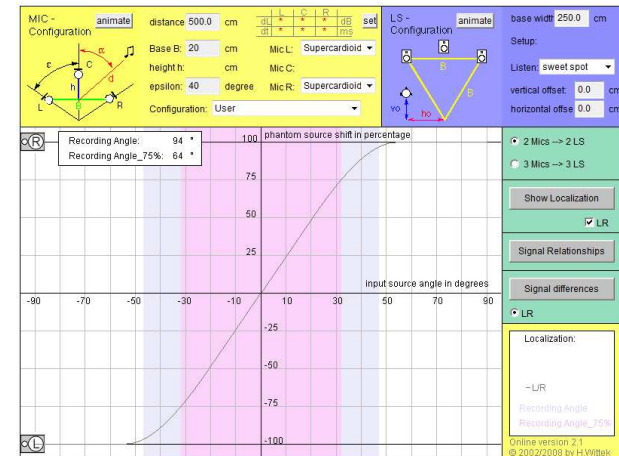 MIC -
Configuration
animate
α
ε
C
h
d
L
B
R
distance 500.0 cm
L C R
dL * * * dB
dt * * * ms
set
Base B: 20 cm
Mic L: Supercardioid
height h: cm
Mic C:
epsilon: 40 degree
Mic R: Supercardioid
Configuration: User
LS -
Configuration
animate
B
B
B
vo
ho
base width 250.0 cm
Setup:
Listen: sweet spot
vertical offset: 0.0 cm
horizontal offse 0.0 cm
R
Recording Angle: 94 °
Recording Angle_75%: 64 °
100 phantom source shift in percentage
75
50
25
input source angle in degrees
-90 -70 -50 -30 -10 10 30 50 70 90
-25
-50
-75
-100
L
2 Mics --> 2 LS
3 Mics --> 3 LS
Show Localization
LR
Signal Relationships
Signal differences
LR
Localization:
– L/R
Recording Angle
Recording Angle_75%
Online version 2.1
© 2002/2008 by H.Wittek